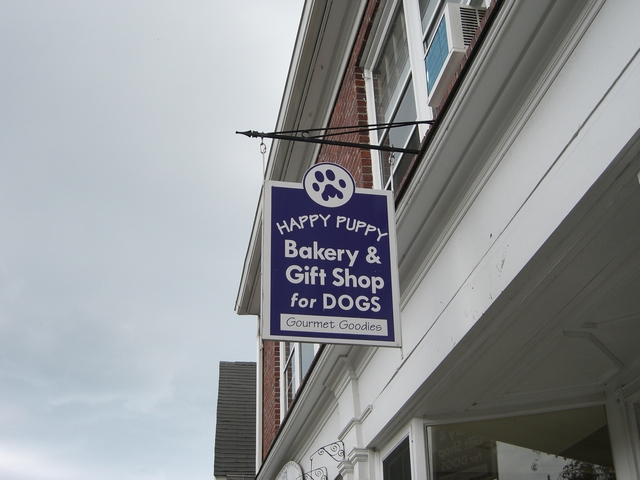 HAPPY PUPPY
Bakery &
Gift Shop
for DOGS
Gourmet Goodies